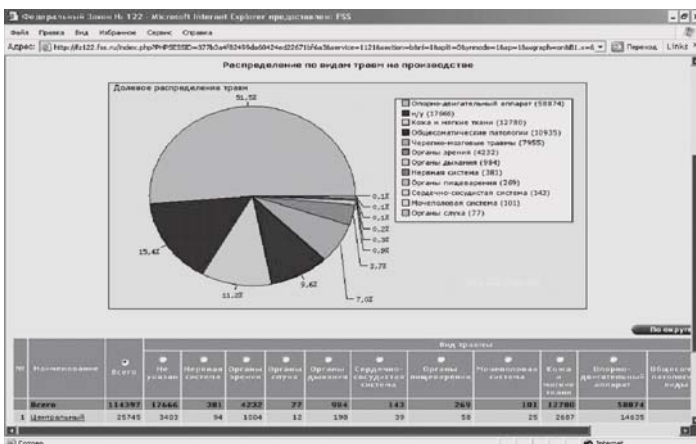 Федеральный Закон № 122 - Microsoft Internet Explorer предоставлен: FSS
Файл Правка Вид Избранное Сервис Справка
Адрес: Переход Links
Распределение по видам травм на производстве
Долевое распределение травм
51,5%
15,4%
11,2%
9,6%
7,0%
3,7%
0,9%
0,3%
0,2%
0,1%
0,1%
0,1%
Опорно-двигательный аппарат (58874)
н/у (17666)
Кожа и мягкие ткани (12780)
Общесоматические патологии (10935)
Черепно-мозговые травмы (7955)
Органы зрения (4232)
Органы дыхания (984)
Нервная система (381)
Органы пищеварения (269)
Сердечно-сосудистая система (143)
Мочеполовая система (101)
Органы слуха (77)
По округам
Вид травмы
№ Наименование Всего Не указан Нервная система Органы зрения Органы слуха Органы дыхания Сердечно-сосудистая система Органы пищеварения Мочеполовая система Кожа и мягкие ткани Опорно-двигательный аппарат
Всего 114397 17666 381 4232 77 984 143 269 101 12780 58874
1 Центральный 25745 3403 94 1004 12 198 39 58 25 2687 14635
Готово Internet